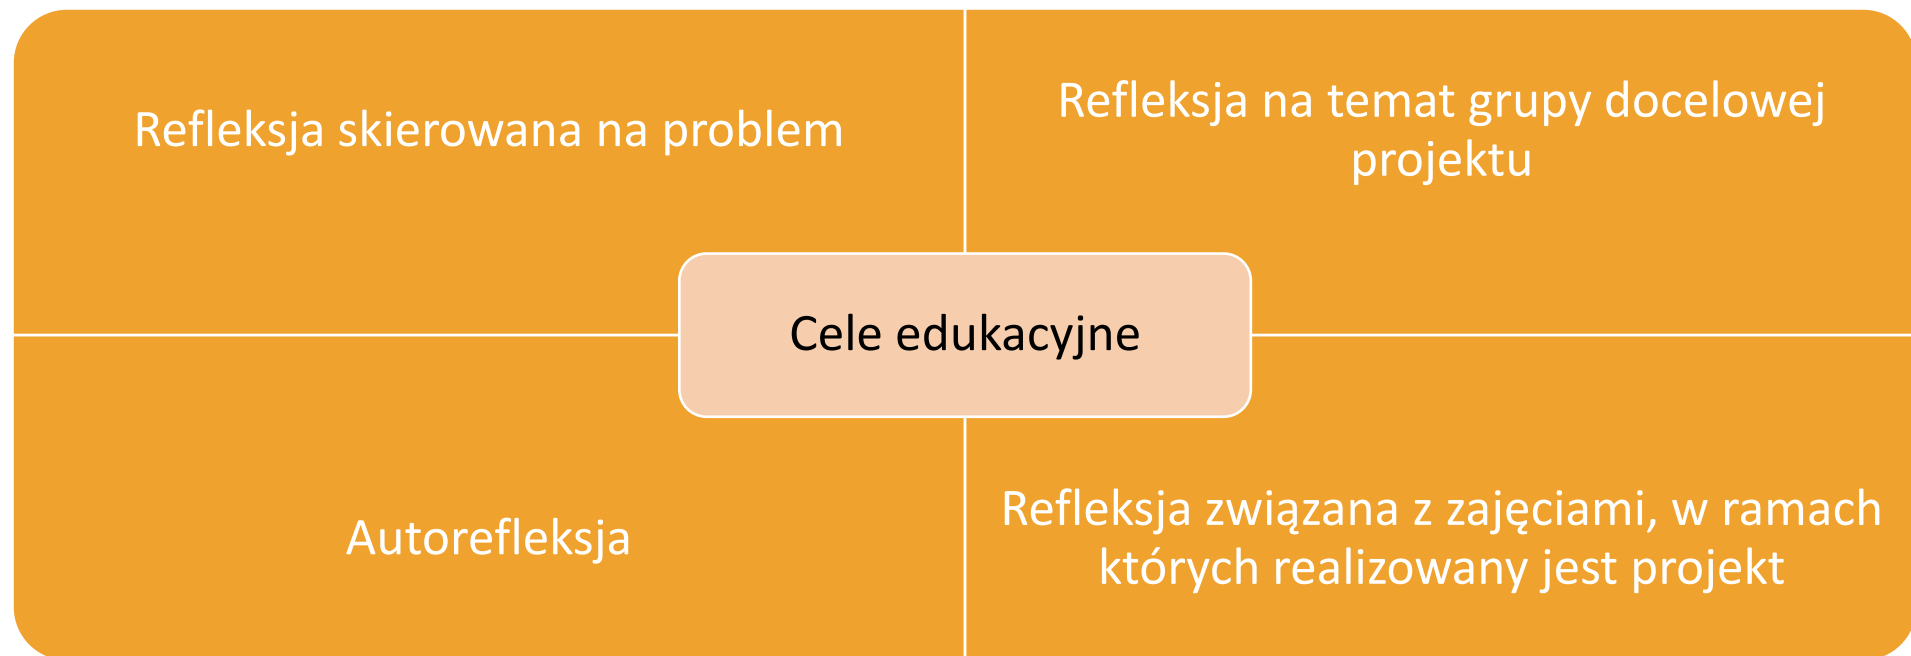 Refleksja skierowana na problem
Refleksja na temat grupy docelowej
projektu
Cele edukacyjne
Autorefleksja
Refleksja związana z zajęciami, w ramach
których realizowany jest projekt